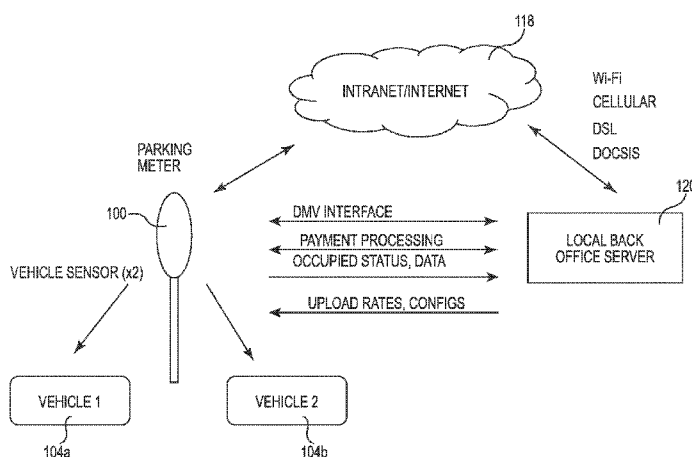 118
INTRANET/INTERNET
Wi-Fi
CELLULAR
DSL
DOCSIS
PARKING
METER
100
120
DMV INTERFACE
PAYMENT PROCESSING
OCCUPIED STATUS, DATA
UPLOAD RATES, CONFIGS
LOCAL BACK
OFFICE SERVER
VEHICLE SENSOR (x2)
VEHICLE 1
VEHICLE 2
104a
104b